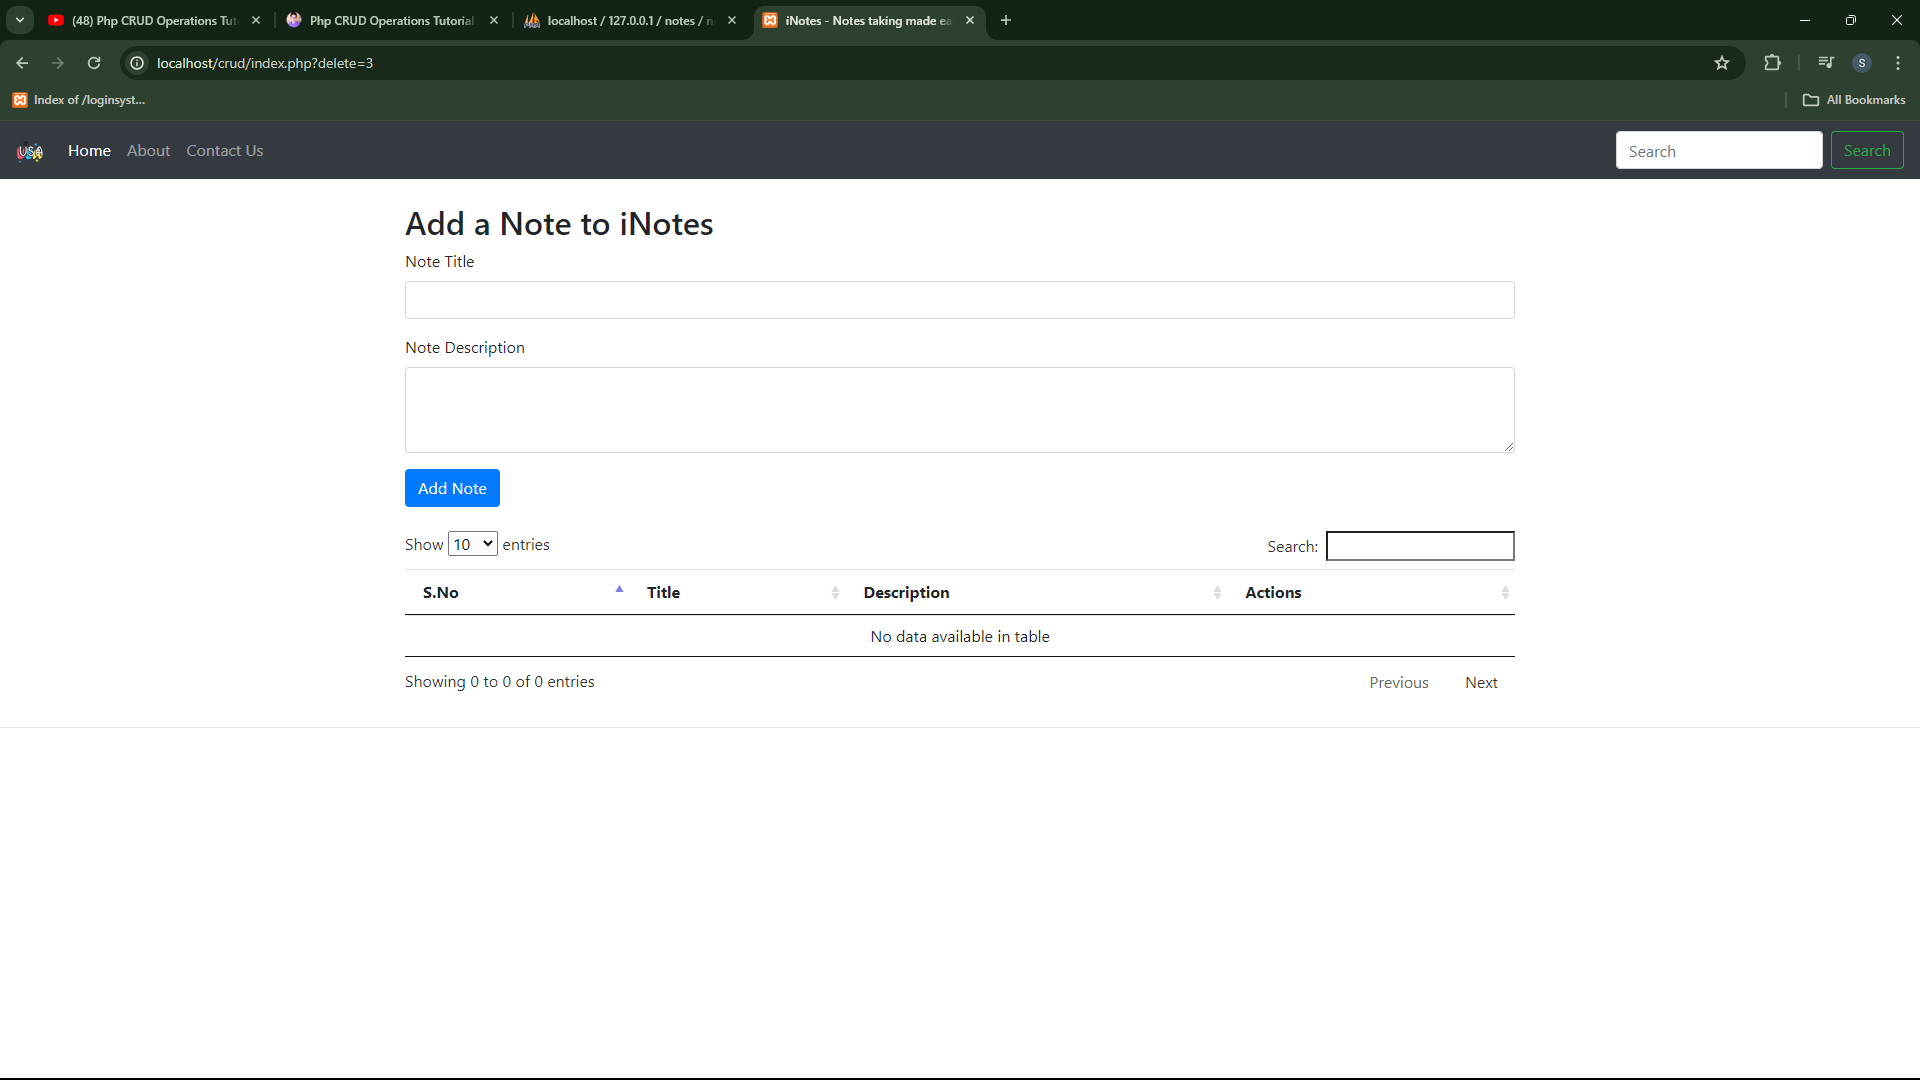 (48) Php CRUD Operations Tut
Php CRUD Operations Tutorial
localhost / 127.0.0.1 / notes / n
iNotes - Notes taking made ea
localhost/crud/index.php?delete=3
S
Index of /loginsyst...
All Bookmarks
USA
Home
About
Contact Us
Search
Search
Add a Note to iNotes
Note Title
Note Description
Add Note
Show 10 entries
Search:
S.No
Title
Description
Actions
No data available in table
Showing 0 to 0 of 0 entries
Previous
Next